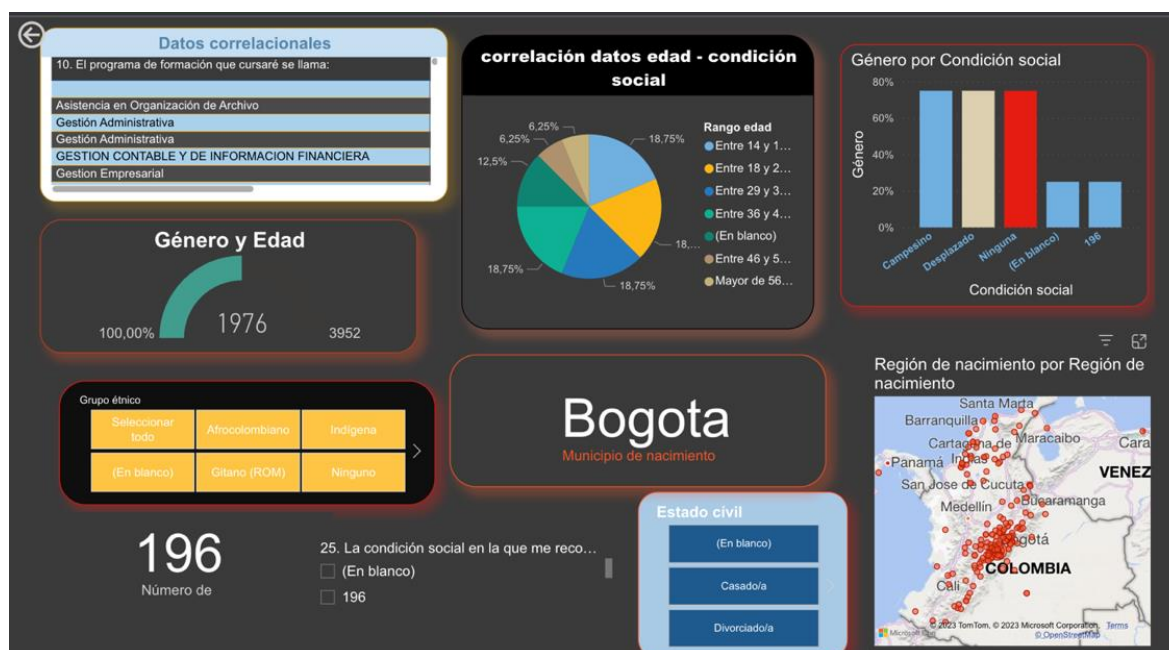 Datos correlacionales
10. El programa de formación que cursaré se llama:
Asistencia en Organización de Archivo
Gestión Administrativa
Gestión Administrativa
GESTION CONTABLE Y DE INFORMACION FINANCIERA
Gestion Empresarial
correlación datos edad - condición
social
6,25%
6,25%
12,5%
18,75%
18,75%
18,...
18,75%
Rango edad
Entre 14 y 1...
Entre 18 y 2...
Entre 29 y 3...
Entre 36 y 4...
(En blanco)
Entre 46 y 5...
Mayor de 56...
Género por Condición social
80%
60%
40%
20%
0%
Género
Campesino
Desplazado
Ninguna
(En blanco)
196
Condición social
Género y Edad
100,00%
1976
3952
Grupo étnico
Seleccionar
todo
Afrocolombiano
Indígena
(En blanco)
Gitano (ROM)
Ninguno
Bogota
Municipio de nacimiento
Región de nacimiento por Región de
nacimiento
Santa Marta
Barranquilla
Cartagena de
Indias
Maracaibo
Cara
Panamá
VENEZ
San Jose de Cucuta
Bucaramanga
Medellín
Bogotá
COLOMBIA
Cali
© 2023 TomTom, © 2023 Microsoft Corporation, Terms
© OpenStreetMap
196
Número de
25. La condición social en la que me reco...
(En blanco)
196
Estado civil
(En blanco)
Casado/a
Divorciado/a